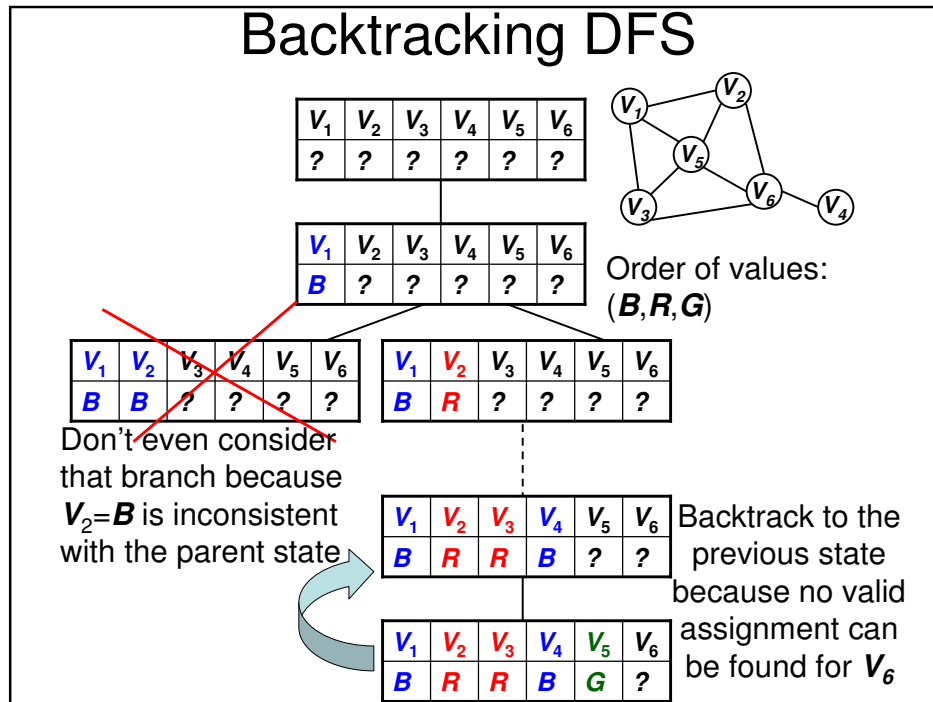 Backtracking DFS
V1 V2 V3 V4 V5 V6
? ? ? ? ? ?
V1
V2
V5
V3
V6
V4
V1 V2 V3 V4 V5 V6
B ? ? ? ? ?
Order of values:
(B,R,G)
V1 V2 V3 V4 V5 V6
B B ? ? ? ?
V1 V2 V3 V4 V5 V6
B R ? ? ? ?
Don't even consider
that branch because
V2=B is inconsistent
with the parent state
V1 V2 V3 V4 V5 V6
B R R B ? ?
Backtrack to the
previous state
because no valid
assignment can
be found for V6
V1 V2 V3 V4 V5 V6
B R R B G ?